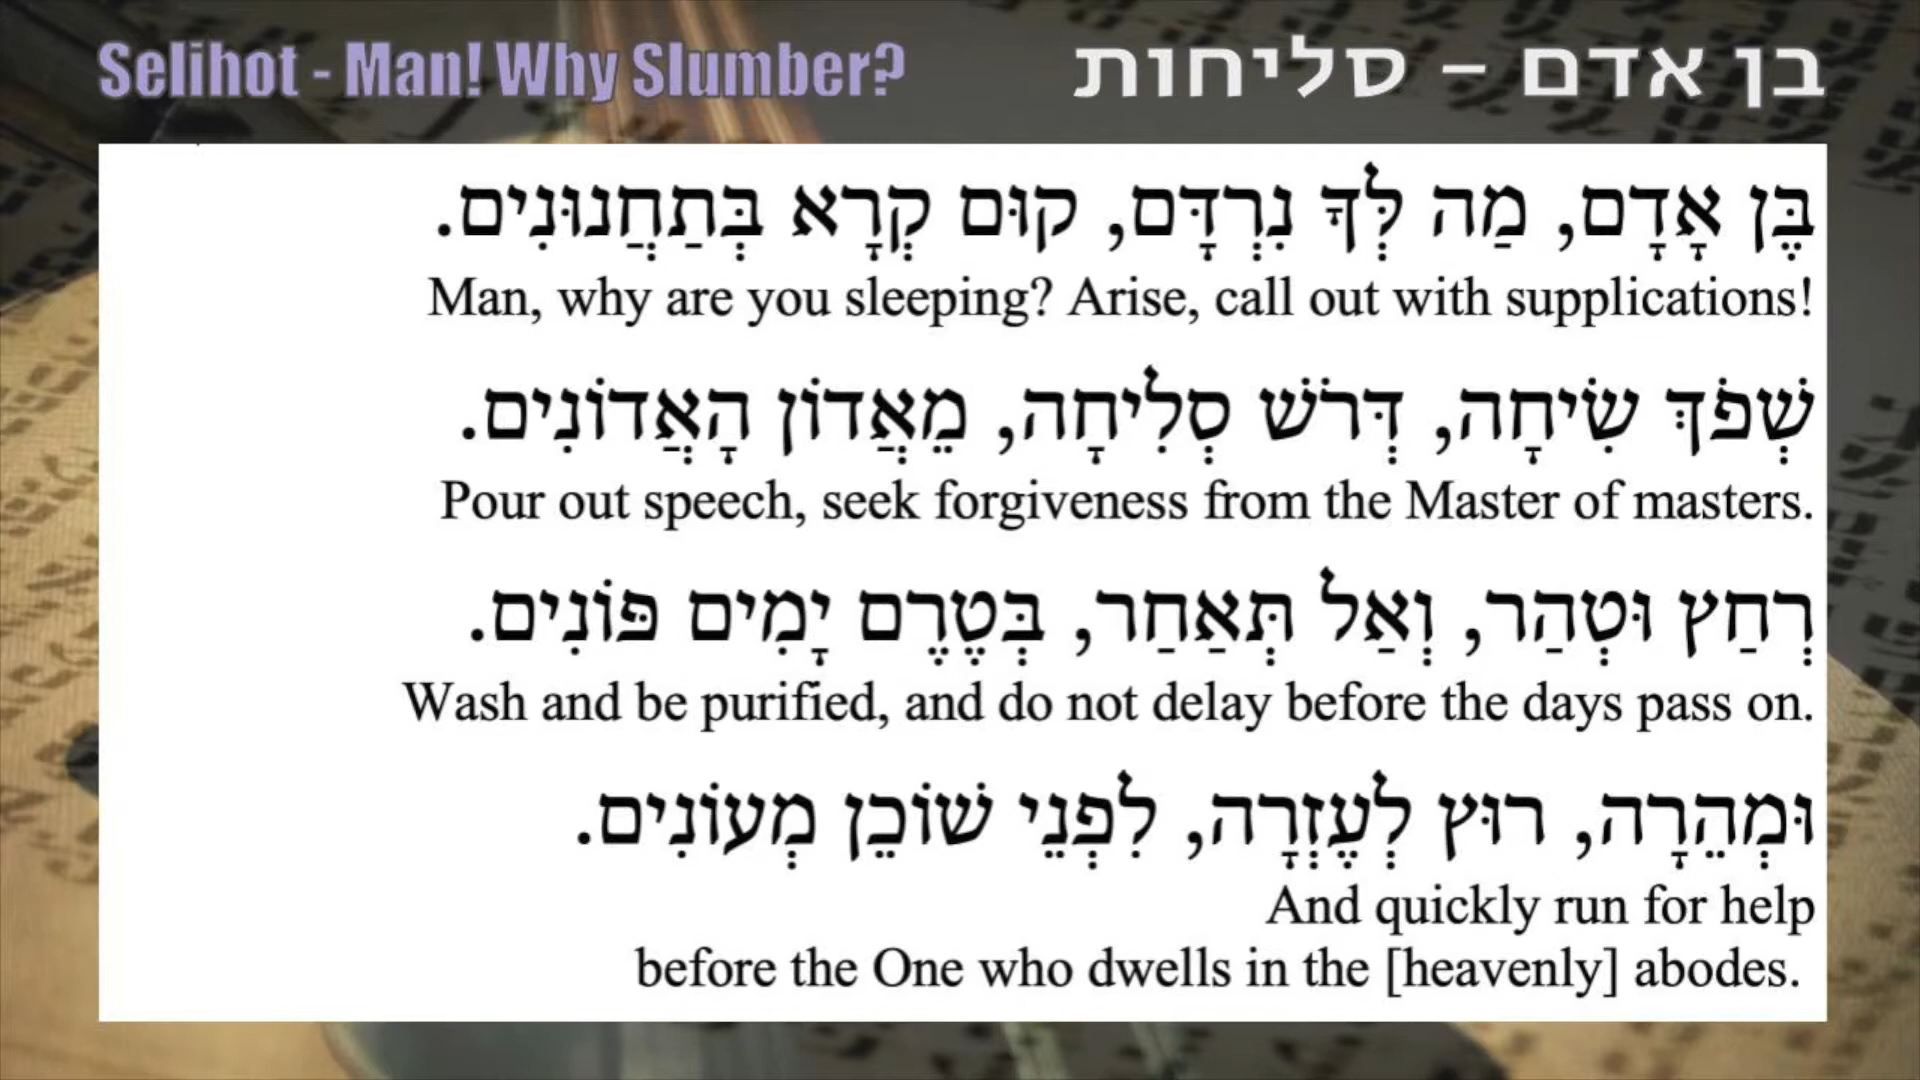 Selihot - Man! Why Slumber?
בן אדם – סליחות
בֶּן אָדָם, מַה לְּךָ נִרְדָּם, קוּם קְרָא בְּתַחֲנוּנִים.
Man, why are you sleeping? Arise, call out with supplications!
שְׁפֹךְ שִׂיחָה, דְּרֹשׁ סְלִיחָה, מֵאֲדוֹן הָאֲדוֹנִים.
Pour out speech, seek forgiveness from the Master of masters.
רְחַץ וּטְהַר, וְאַל תְּאַחַר, בְּטֶרֶם יָמִים פּוֹנִים.
Wash and be purified, and do not delay before the days pass on.
וּמְהֵרָה, רוּץ לְעֶזְרָה, לִפְנֵי שׁוֹכֵן מְעוֹנִים.
And quickly run for help
before the One who dwells in the [heavenly] abodes.